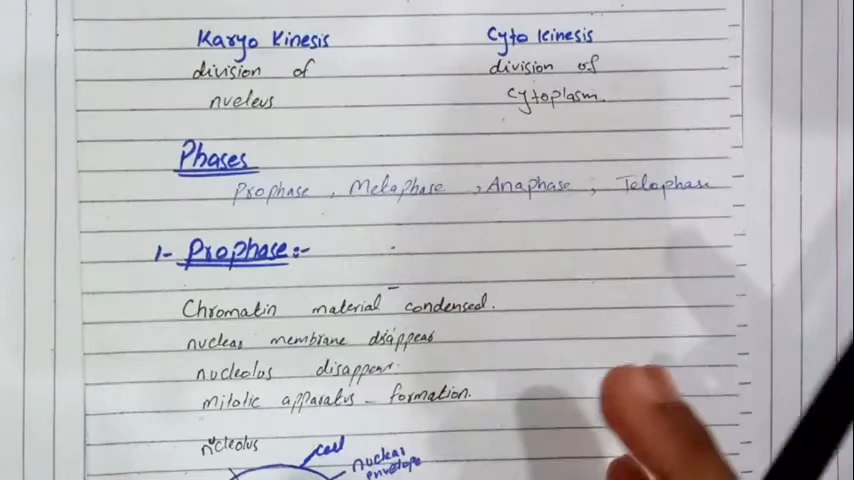 Karyo Kinesis Cyto kinesis
division of division of
nucleus cytoplasm.
Phases
Prophase, Metaphase, Anaphase, Telophase
1- Prophase:-
Chromatin material condensed.
nuclear membrane disappear
nucleolus disappear.
mitotic apparatus - formation.
nucleolus cell nuclear
envelope